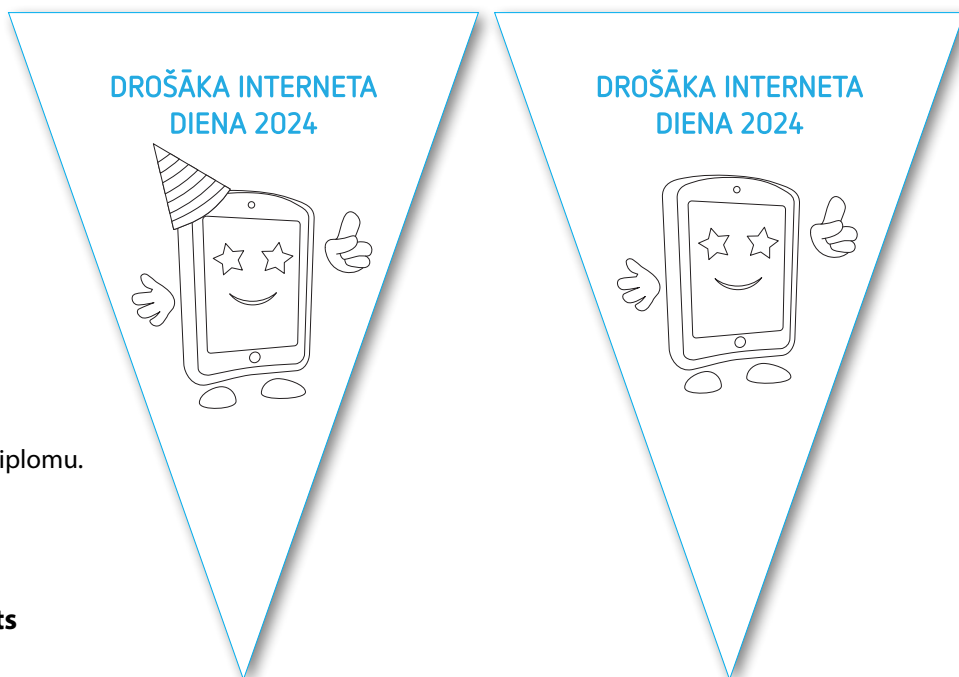 DROŠĀKA INTERNETA
DIENA 2024
DROŠĀKA INTERNETA
DIENA 2024
iplomu.
ts